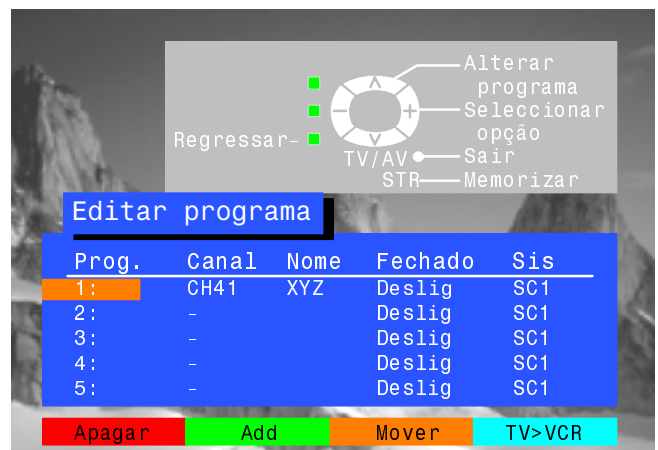 Alterar
programa
Seleccionar
opção
Regressar-
TV/AV
Sair
STR
Memorizar
Editar programa
Prog. Canal Nome Fechado Sis
1: CH41 XYZ Deslig SC1
2: - Deslig SC1
3: - Deslig SC1
4: - Deslig SC1
5: - Deslig SC1
Apagar Add Mover TV>VCR